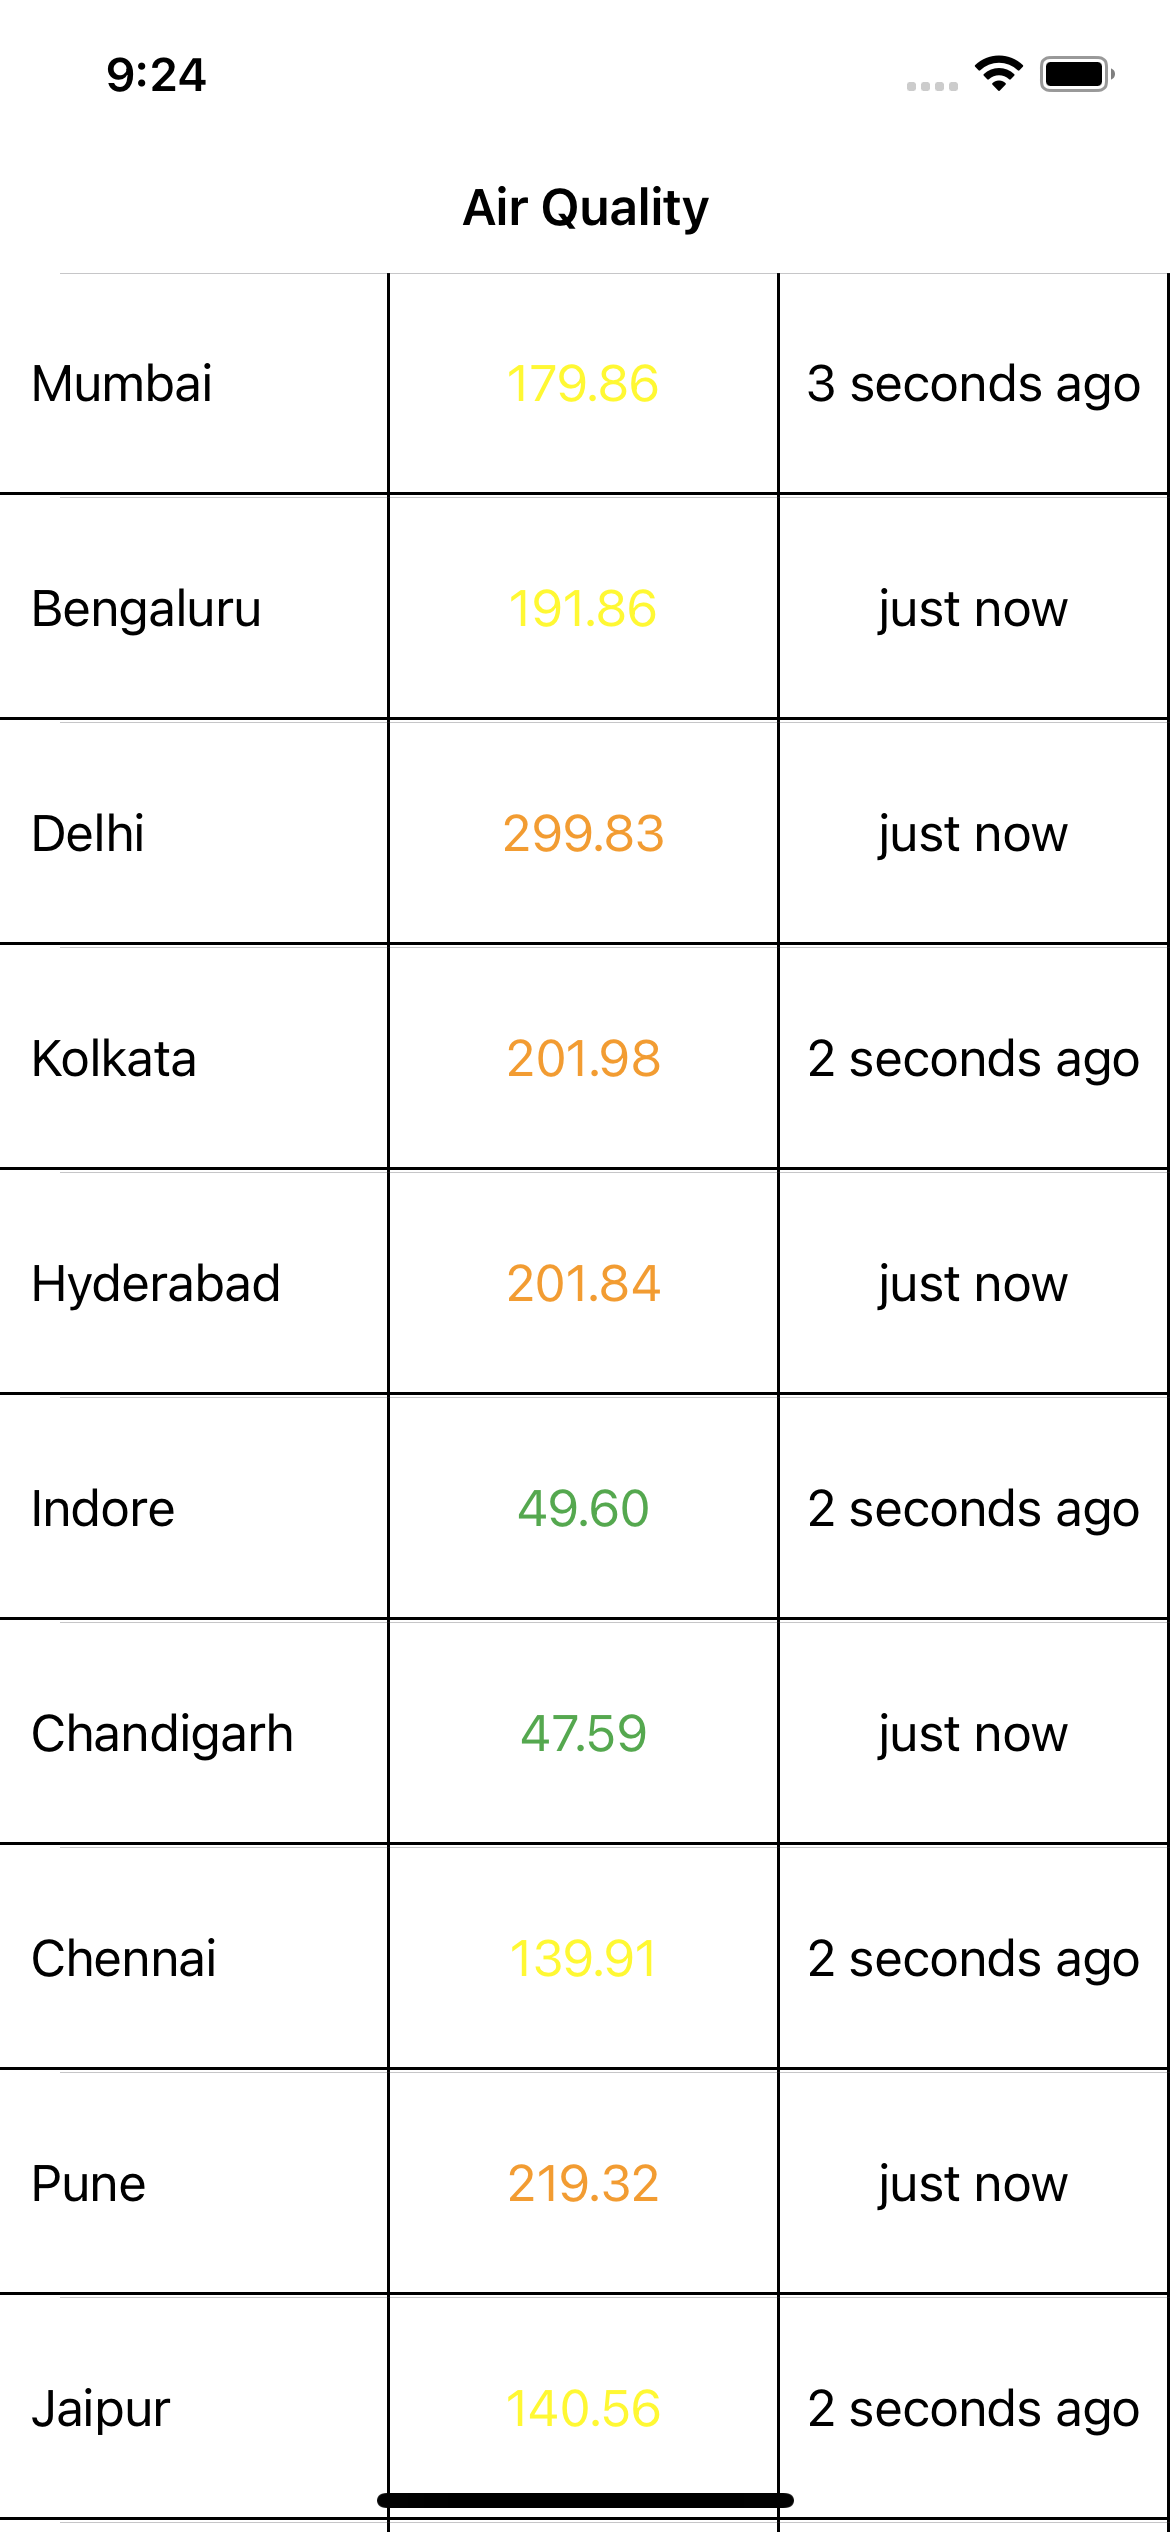 9:24
Air Quality
Mumbai 179.86 3 seconds ago
Bengaluru 191.86 just now
Delhi 299.83 just now
Kolkata 201.98 2 seconds ago
Hyderabad 201.84 just now
Indore 49.60 2 seconds ago
Chandigarh 47.59 just now
Chennai 139.91 2 seconds ago
Pune 219.32 just now
Jaipur 140.56 2 seconds ago